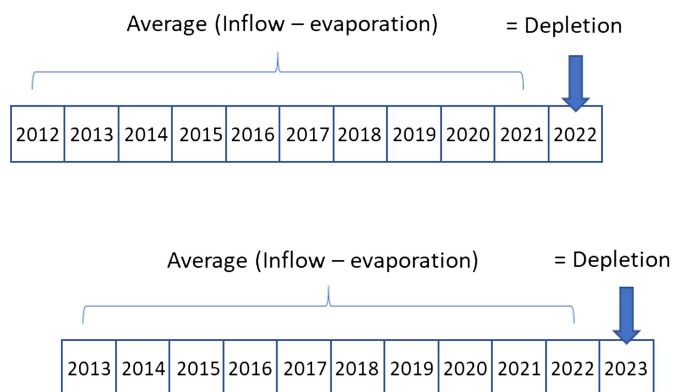 Average (Inflow – evaporation) = Depletion
2012 2013 2014 2015 2016 2017 2018 2019 2020 2021 2022
Average (Inflow – evaporation) = Depletion
2013 2014 2015 2016 2017 2018 2019 2020 2021 2022 2023